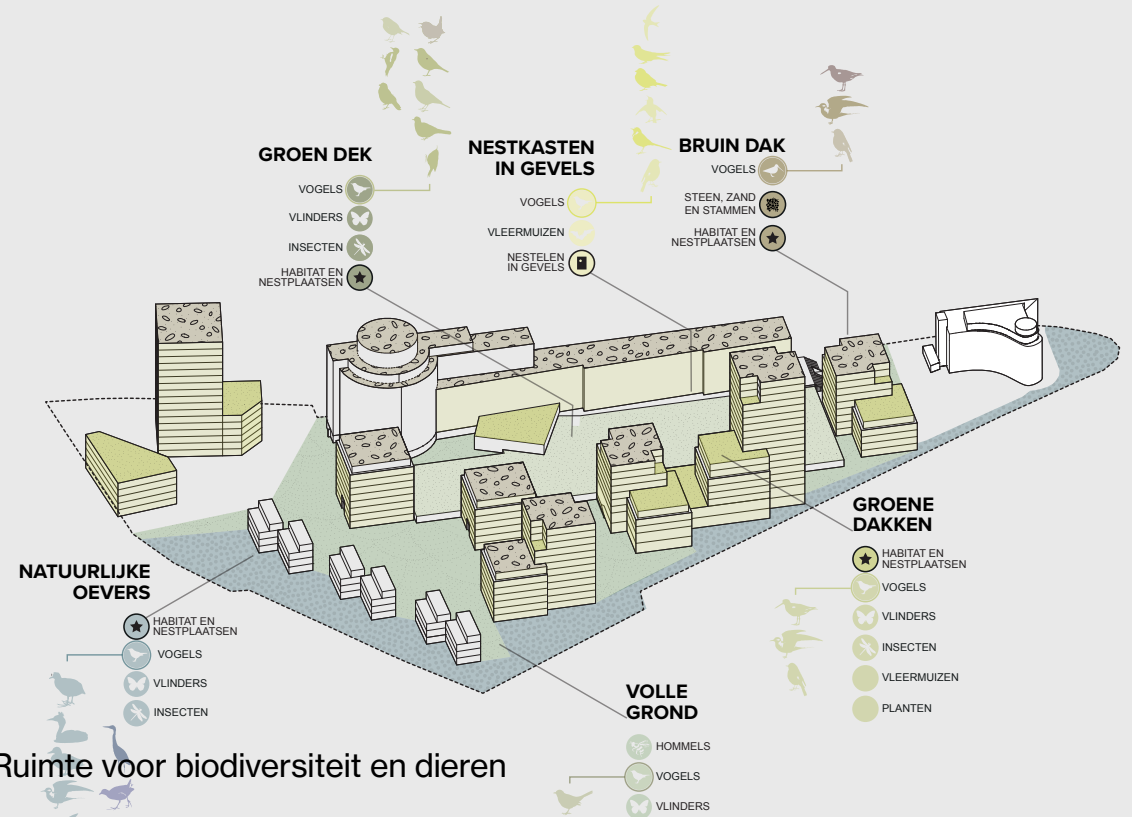 GROEN DEK
VOGELS
VLINDERS
INSECTEN
HABITAT EN
NESTPLAATSEN
NESTKASTEN
IN GEVELS
VOGELS
VLEERMUIZEN
NESTELEN
IN GEVELS
BRUIN DAK
VOGELS
STEEN, ZAND
EN STAMMEN
HABITAT EN
NESTPLAATSEN
GROENE
DAKKEN
HABITAT EN
NESTPLAATSEN
VOGELS
VLINDERS
INSECTEN
VLEERMUIZEN
PLANTEN
NATUURLIJKE
OEVERS
HABITAT EN
NESTPLAATSEN
VOGELS
VLINDERS
INSECTEN
VOLLE
GROND
HOMMELS
VOGELS
VLINDERS
Ruimte voor biodiversiteit en dieren